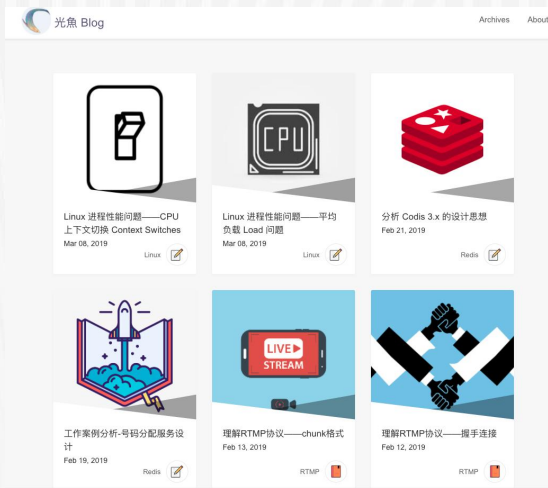 光魚 Blog
Archives
About
CPU
Linux 进程性能问题——CPU
上下文切换 Context Switches
Mar 08, 2019
Linux
Linux 进程性能问题——平均
负载 Load 问题
Mar 08, 2019
Linux
分析 Codis 3.x 的设计思想
Feb 21, 2019
Redis
工作案例分析-号码分配服务设
计
Feb 19, 2019
Redis
LIVE
STREAM
理解RTMP协议——chunk格式
Feb 13, 2019
RTMP
理解RTMP协议——握手连接
Feb 12, 2019
RTMP